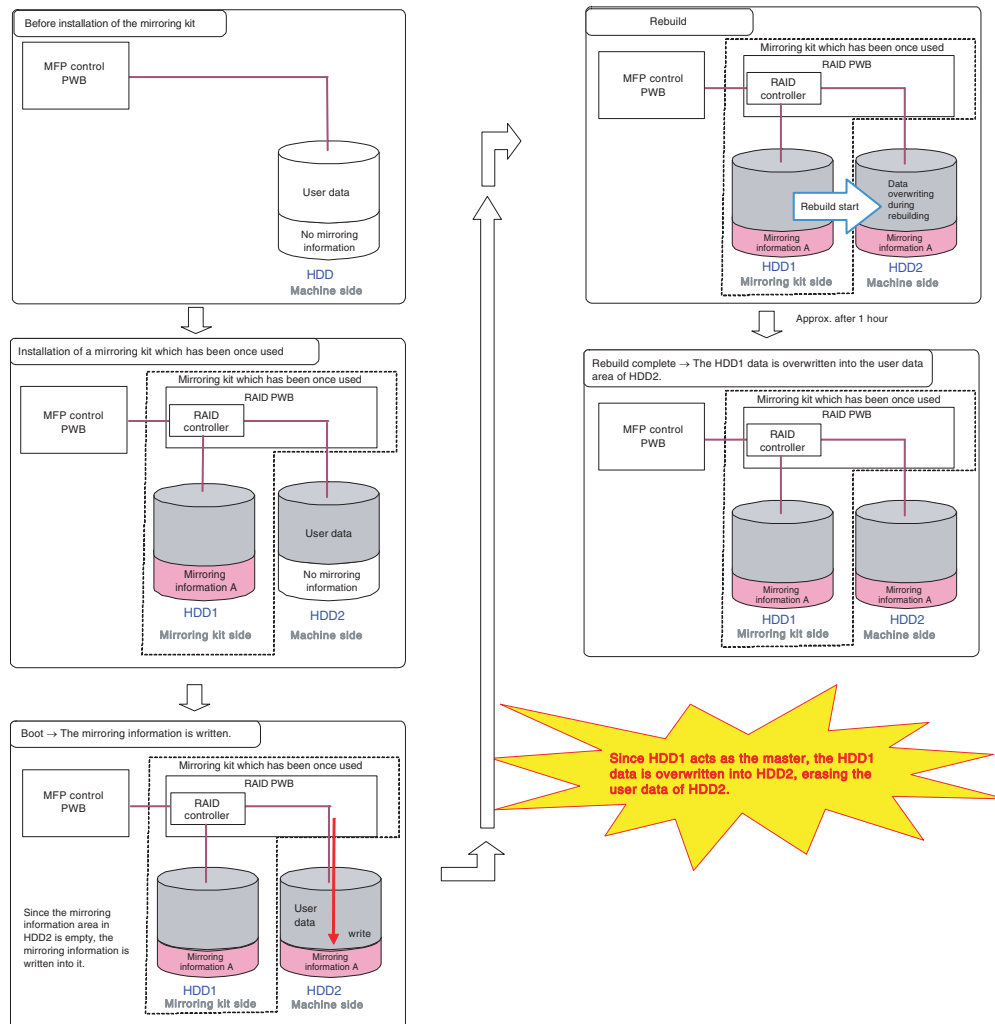 Before installation of the mirroring kit
MFP control
PWB
User data
No mirroring
information
HDD
Machine side
Installation of a mirroring kit which has been once used
Mirroring kit which has been once used
RAID PWB
MFP control
PWB
RAID
controller
User data
Mirroring
information A
No mirroring
information
HDD1
HDD2
Mirroring kit side
Machine side
Boot → The mirroring information is written.
Mirroring kit which has been once used
RAID PWB
MFP control
PWB
RAID
controller
User
data
write
Since the mirroring
information area in
HDD2 is empty, the
mirroring information is
written into it.
Mirroring
information A
Mirroring
information A
HDD1
HDD2
Mirroring kit side
Machine side
Rebuild
Mirroring kit which has been once used
RAID PWB
MFP control
PWB
RAID
controller
Rebuild start
Data
overwriting
during
rebuilding
Mirroring
information A
Mirroring
information A
HDD1
HDD2
Mirroring kit side
Machine side
Approx. after 1 hour
Rebuild complete → The HDD1 data is overwritten into the user data
area of HDD2.
Mirroring kit which has been once used
RAID PWB
MFP control
PWB
RAID
controller
Mirroring
information A
Mirroring
information A
HDD1
HDD2
Mirroring kit side
Machine side
Since HDD1 acts as the master, the HDD1
data is overwritten into HDD2, erasing the
user data of HDD2.